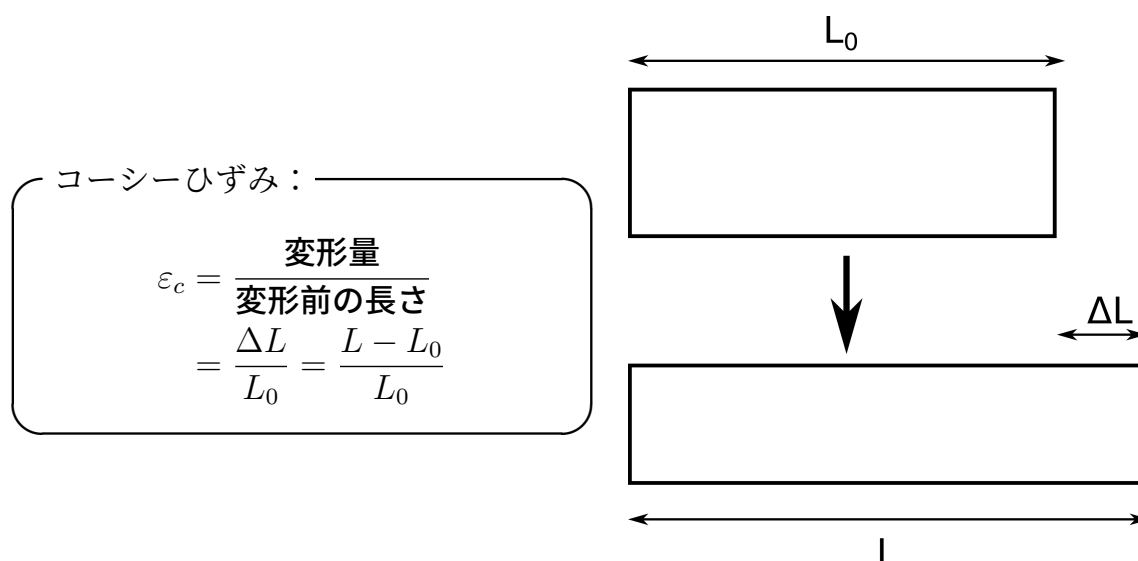 コーシーひずみ：
εc = 変形量 / 変形前の長さ
= ΔL / L0 = L − L0 / L0
L0
ΔL